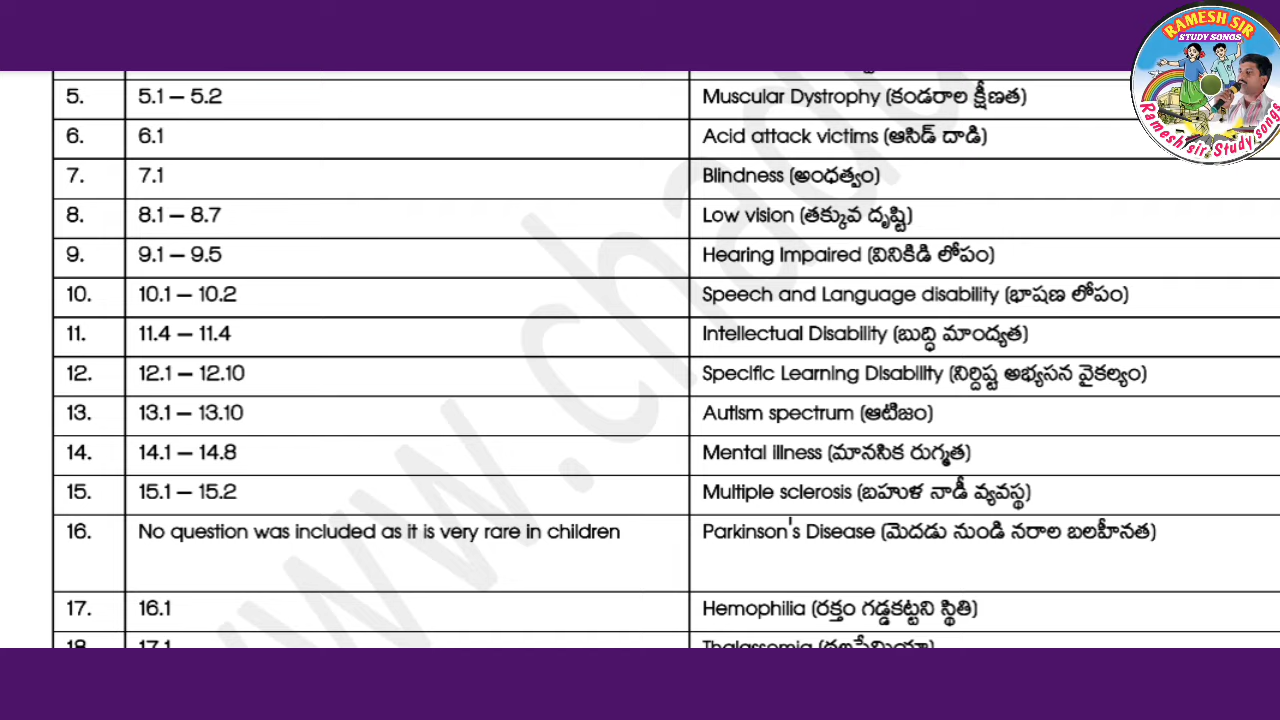 RAMESH SIR
STUDY SONGS
Ramesh sir. Study songs
5. 5.1 – 5.2 Muscular Dystrophy (కండరాల క్షీణత)
6. 6.1 Acid attack victims (ఆసిడ్ దాడి)
7. 7.1 Blindness (అంధత్వం)
8. 8.1 – 8.7 Low vision (తక్కువ దృష్టి)
9. 9.1 – 9.5 Hearing Impaired (వినికిడి లోపం)
10. 10.1 – 10.2 Speech and Language disability (భాషణ లోపం)
11. 11.4 – 11.4 Intellectual Disability (బుద్ధి మాంద్యత)
12. 12.1 – 12.10 Specific Learning Disability (నిర్దిష్ట అభ్యసన వైకల్యం)
13. 13.1 – 13.10 Autism spectrum (ఆటిజం)
14. 14.1 – 14.8 Mental illness (మానసిక రుగ్మత)
15. 15.1 – 15.2 Multiple sclerosis (బహుళ నాడీ వ్యవస్థ)
16. No question was included as it is very rare in children Parkinson's Disease (మెదడు నుండి నరాల బలహీనత)
17. 16.1 Hemophilia (రక్తం గడ్డకట్టని స్థితి)
18. 17.1 Thalassemia